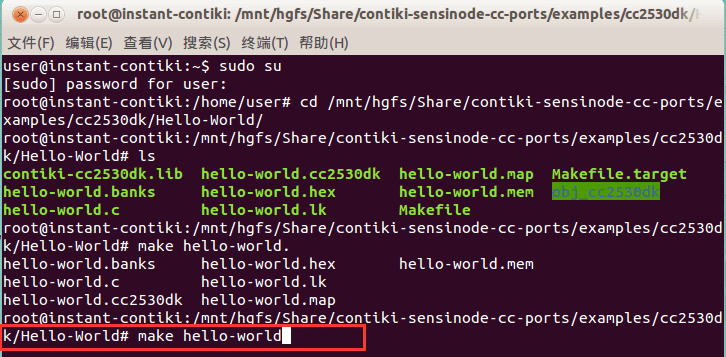 root@instant-contiki: /mnt/hgfs/Share/contiki-sensinode-cc-ports/examples/cc2530dk/
文件(F) 编辑(E) 查看(V) 搜索(S) 终端(T) 帮助(H)
user@instant-contiki:~$ sudo su
[sudo] password for user:
root@instant-contiki:/home/user# cd /mnt/hgfs/Share/contiki-sensinode-cc-ports/e
xamples/cc2530dk/Hello-World/
root@instant-contiki:/mnt/hgfs/Share/contiki-sensinode-cc-ports/examples/cc2530d
k/Hello-World# ls
contiki-cc2530dk.lib hello-world.cc2530dk hello-world.map Makefile.target
hello-world.banks hello-world.hex hello-world.mem obj_cc2530dk
hello-world.c hello-world.lk Makefile
root@instant-contiki:/mnt/hgfs/Share/contiki-sensinode-cc-ports/examples/cc2530d
k/Hello-World# make hello-world.
hello-world.banks hello-world.hex hello-world.mem
hello-world.c hello-world.lk
hello-world.cc2530dk hello-world.map
root@instant-contiki:/mnt/hgfs/Share/contiki-sensinode-cc-ports/examples/cc2530d
k/Hello-World# make hello-world